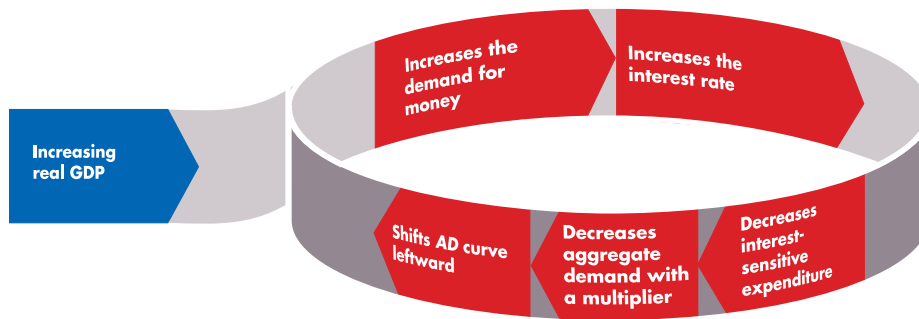 Increasing
real GDP
Increases the
demand for
money
Increases the
interest rate
Decreases
interest-
sensitive
expenditure
Decreases
aggregate
demand with
a multiplier
Shifts AD curve
leftward